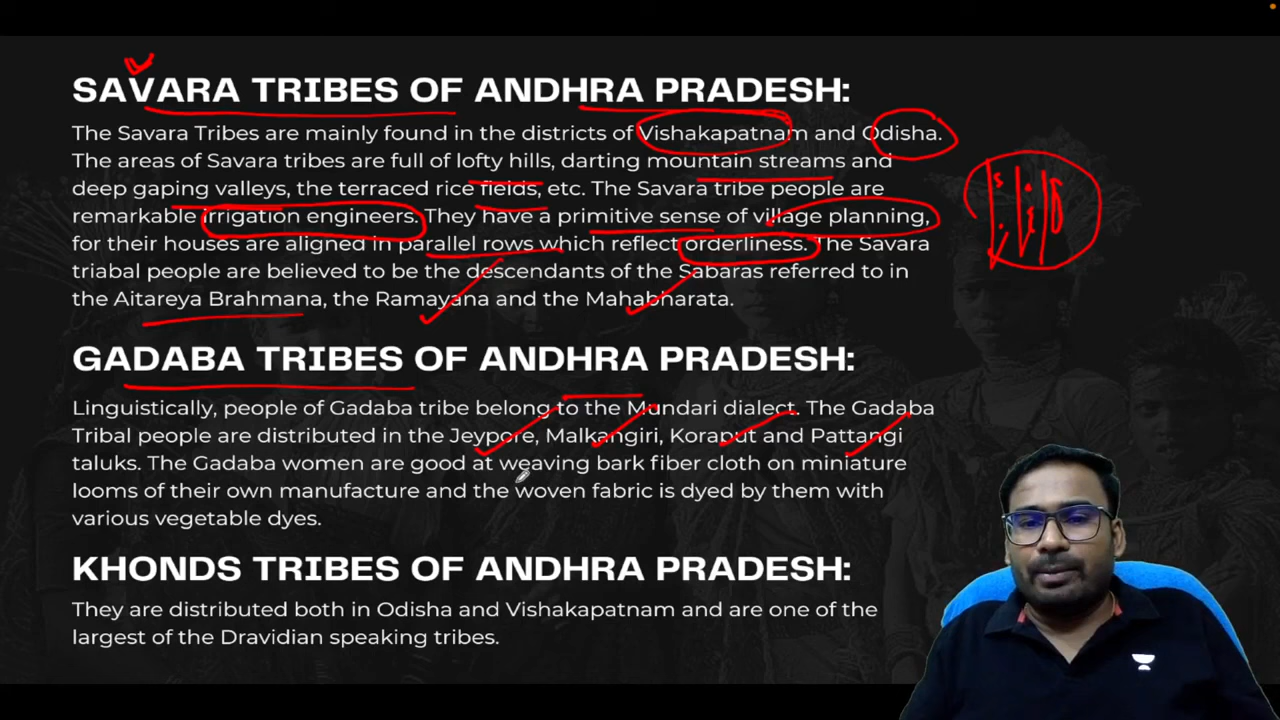 SAVARA TRIBES OF ANDHRA PRADESH:
The Savara Tribes are mainly found in the districts of Vishakapatnam and Odisha.
The areas of Savara tribes are full of lofty hills, darting mountain streams and
deep gaping valleys, the terraced rice fields, etc. The Savara tribe people are
remarkable irrigation engineers. They have a primitive sense of village planning,
for their houses are aligned in parallel rows which reflect orderliness. The Savara
triabal people are believed to be the descendants of the Sabaras referred to in
the Aitareya Brahmana, the Ramayana and the Mahabharata.
GADABA TRIBES OF ANDHRA PRADESH:
Linguistically, people of Gadaba tribe belong to the Mundari dialect. The Gadaba
Tribal people are distributed in the Jeypore, Malkangiri, Koraput and Pattangi
taluks. The Gadaba women are good at weaving bark fiber cloth on miniature
looms of their own manufacture and the woven fabric is dyed by them with
various vegetable dyes.
KHONDS TRIBES OF ANDHRA PRADESH:
They are distributed both in Odisha and Vishakapatnam and are one of the
largest of the Dravidian speaking tribes.